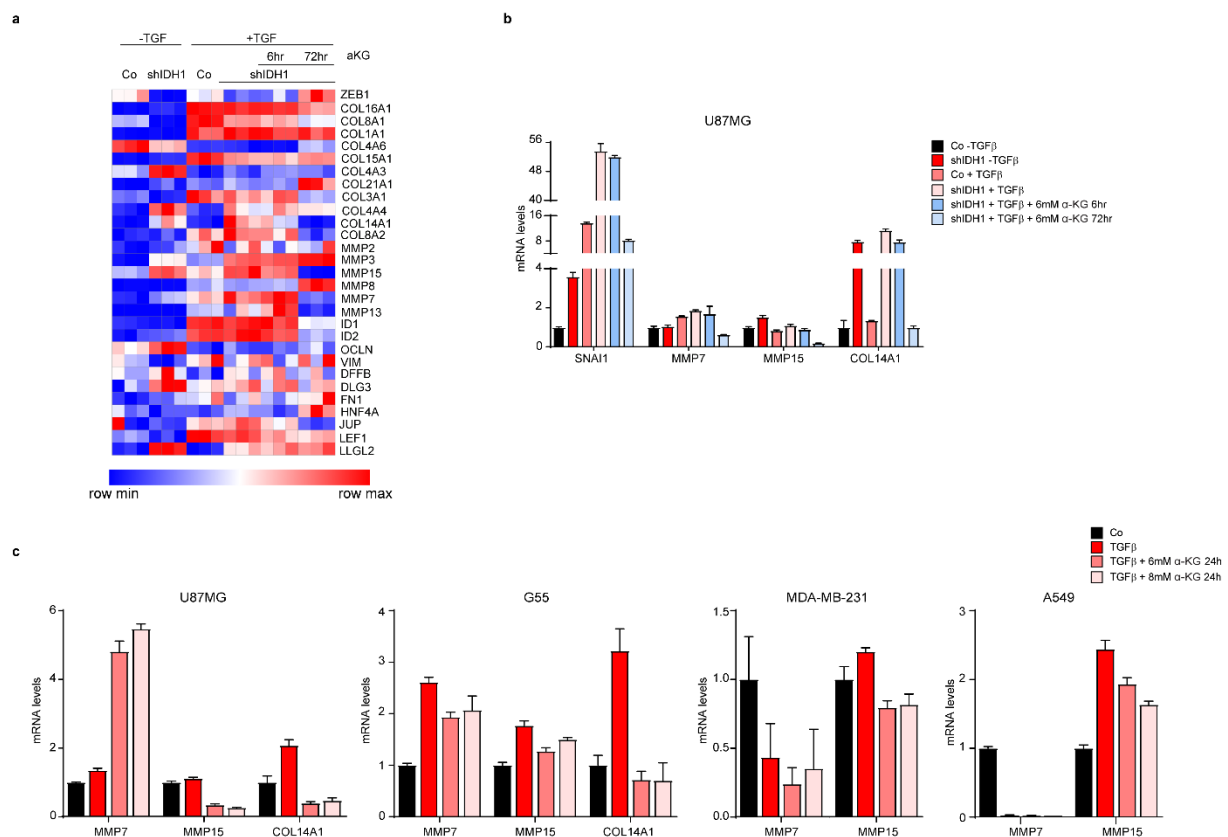 a
-TGF +TGF
6hr 72hr aKG
Co shIDH1 Co shIDH1
ZEB1
COL16A1
COL8A1
COL1A1
COL4A6
COL15A1
COL4A3
COL21A1
COL3A1
COL4A4
COL14A1
COL8A2
MMP2
MMP3
MMP15
MMP8
MMP7
MMP13
ID1
ID2
OCLN
VIM
DFFB
DLG3
FN1
HNF4A
JUP
LEF1
LLGL2
row min row max
b
U87MG
mRNA levels
56
48
40
16
8
4
2
0
SNAI1 MMP7 MMP15 COL14A1
Co -TGFβ
shIDH1 -TGFβ
Co + TGFβ
shIDH1 + TGFβ
shIDH1 + TGFβ + 6mM α-KG 6hr
shIDH1 + TGFβ + 6mM α-KG 72hr
c
Co
TGFβ
TGFβ + 6mM α-KG 24h
TGFβ + 8mM α-KG 24h
U87MG
mRNA levels
6
4
2
0
MMP7 MMP15 COL14A1
G55
mRNA levels
4
3
2
1
0
MMP7 MMP15 COL14A1
MDA-MB-231
mRNA levels
1.5
1.0
0.5
0.0
MMP7 MMP15
A549
mRNA levels
3
2
1
0
MMP7 MMP15